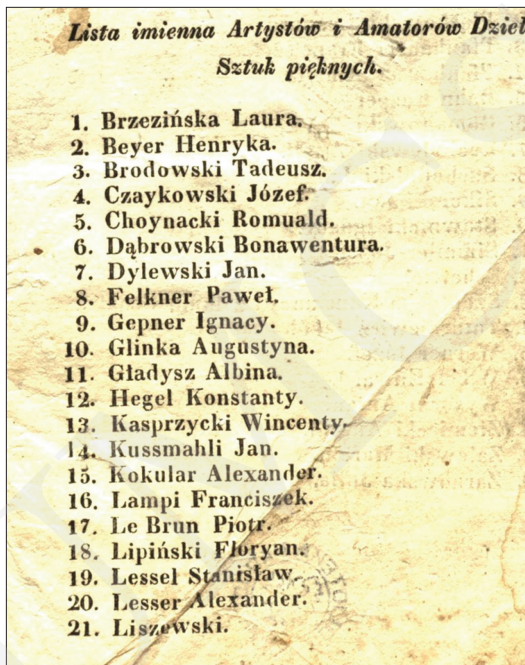 Lista imienna Artystów i Amatorów Dzieł
Sztuk pięknych.
1. Brzezińska Laura.
2. Beyer Henryka.
3. Brodowski Tadeusz.
4. Czaykowski Józef.
5. Choynacki Romuald.
6. Dąbrowski Bonawentura.
7. Dylewski Jan.
8. Felkner Paweł.
9. Gepner Ignacy.
10. Glinka Augustyna.
11. Gładysz Albina.
12. Hegel Konstanty.
13. Kasprzycki Wincenty.
14. Kussmahli Jan.
15. Kokular Alexander.
16. Lampi Franciszek.
17. Le Brun Piotr.
18. Lipiński Floryan.
19. Lessel Stanisław.
20. Lesser Alexander.
21. Liszewski.